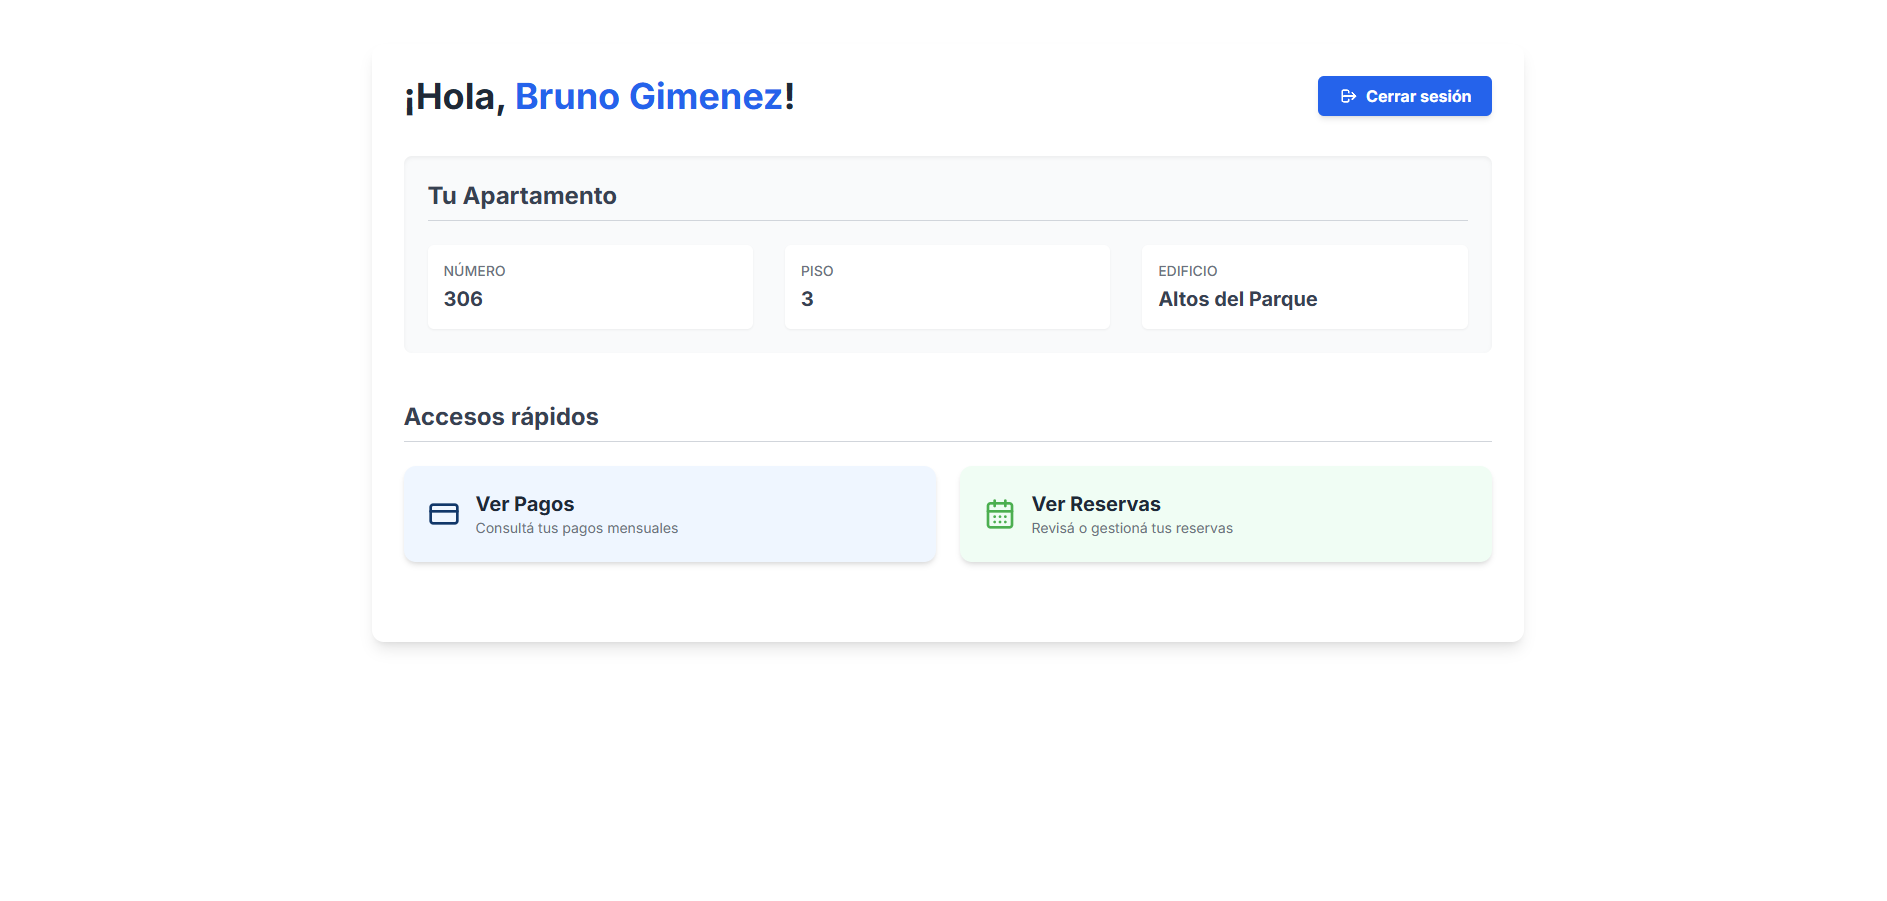 ¡Hola, Bruno Gimenez!
Cerrar sesión
Tu Apartamento
NÚMERO
306
PISO
3
EDIFICIO
Altos del Parque
Accesos rápidos
Ver Pagos
Consultá tus pagos mensuales
Ver Reservas
Revisá o gestioná tus reservas